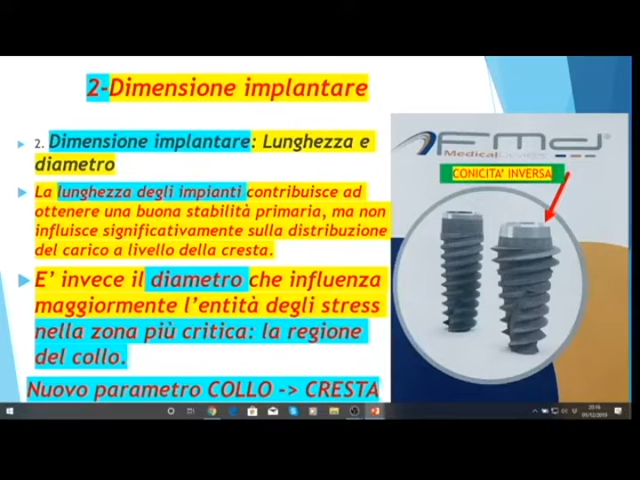 2-Dimensione implantare
2. Dimensione implantare: Lunghezza e
diametro
La lunghezza degli impianti contribuisce ad
ottenere una buona stabilità primaria, ma non
influisce significativamente sulla distribuzione
del carico a livello della cresta.
E' invece il diametro che influenza
maggiormente l'entità degli stress
nella zona più critica: la regione
del collo.
Nuovo parametro COLLO -> CRESTA
FMD
Medical
CONICITA' INVERSA